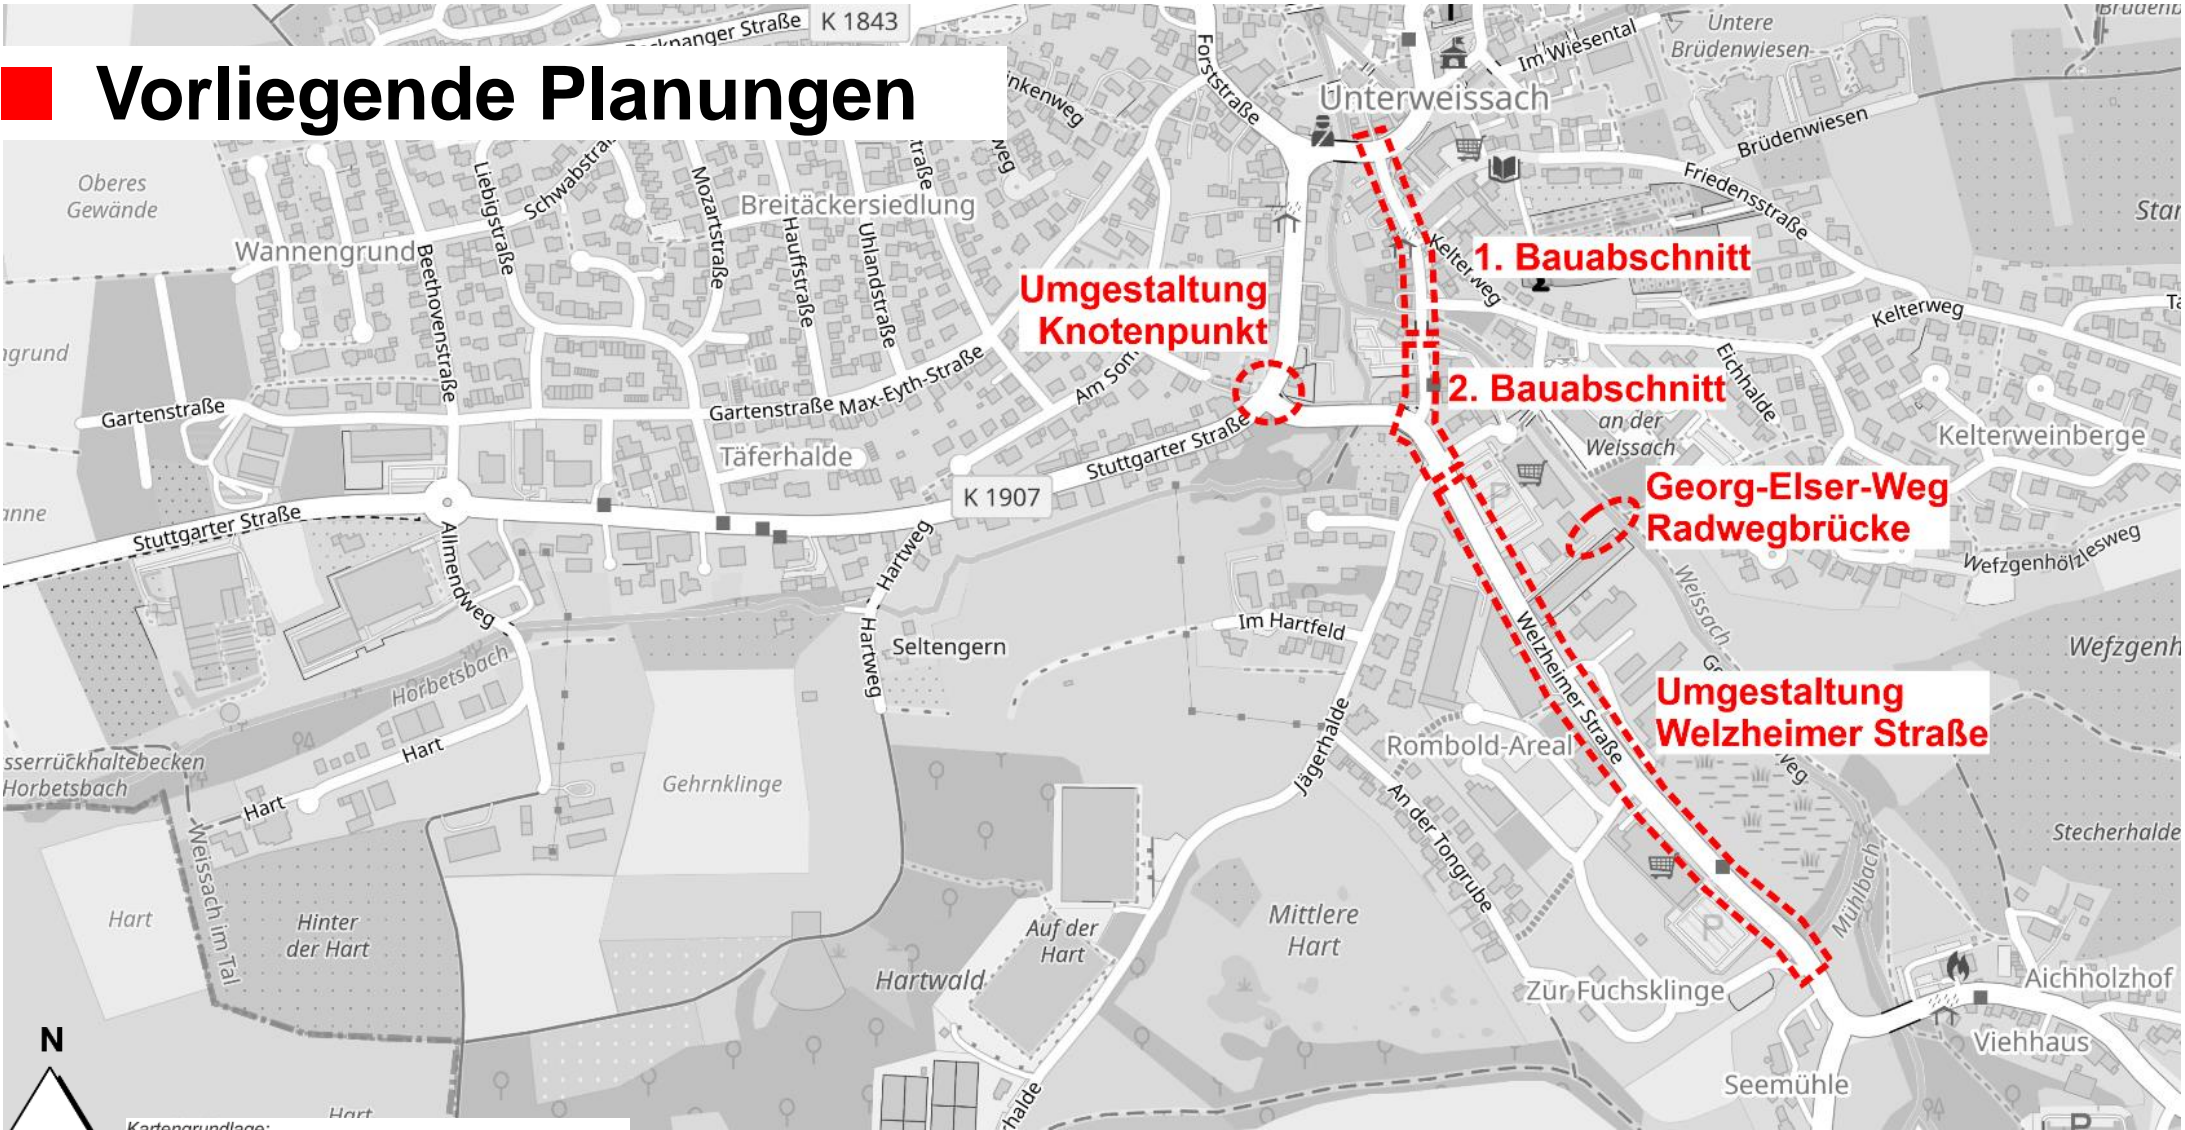 Vorliegende Planungen
K 1843
Im Wiesental
Untere
Brüdenwiesen
Forststraße
Unterweissach
Brüdenwiesen
Friedensstraße
Oberes
Gewände
Liebigstraße
Mozartstraße
Breitäckersiedlung
Wannengrund
Beethovenstraße
Hauffstraße
Uhlandstraße
Kelterweg
1. Bauabschnitt
Umgestaltung
Knotenpunkt
Kelterweg
Eichhalde
2. Bauabschnitt
an der
Weissach
Kelterweinberge
Gartenstraße
Gartenstraße
Max-Eyth-Straße
Täferhalde
Stuttgarter Straße
K 1907
Stuttgarter Straße
Georg-Elser-Weg
Radwegbrücke
Wefzgenhölzlesweg
Allmendweg
Hartweg
Hartweg
Seltengern
Im Hartfeld
Weissach
Welzheimer Straße
Horbetsbach
Umgestaltung
Welzheimer Straße
Rombold-Areal
Jägerhalde
Hart
Hart
Horbetsbach
Gehrnklinge
An der Tongrube
Stecherhalde
Mühlbach
Weissach im Tal
Hart
Hinter
der Hart
Auf der
Hart
Mittlere
Hart
Hartwald
Zur Fuchsklinge
P
P
Aichholzhof
Viehhaus
Seemühle
P
N
Hart
Kartengrundlage: